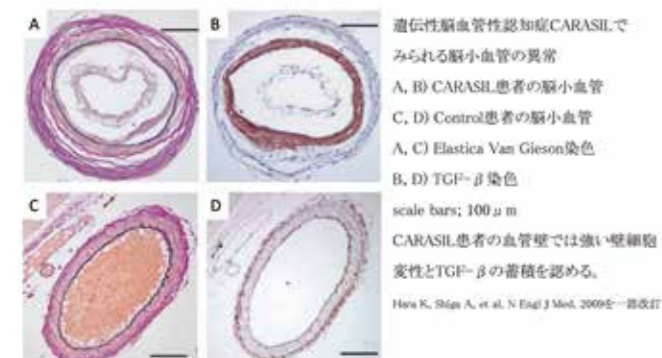 A
B
C
D
遺伝性脳血管性認知症CARASILで
みられる脳小血管の異常
A, B) CARASIL患者の脳小血管
C, D) Control患者の脳小血管
A, C) Elastica Van Gieson染色
B, D) TGF-β染色
scale bars; 100μm
CARASIL患者の血管壁では強い壁細胞
変性とTGF-βの蓄積を認める。
Hara K, Shiga A, et al. N Engl J Med. 2009を一部改訂